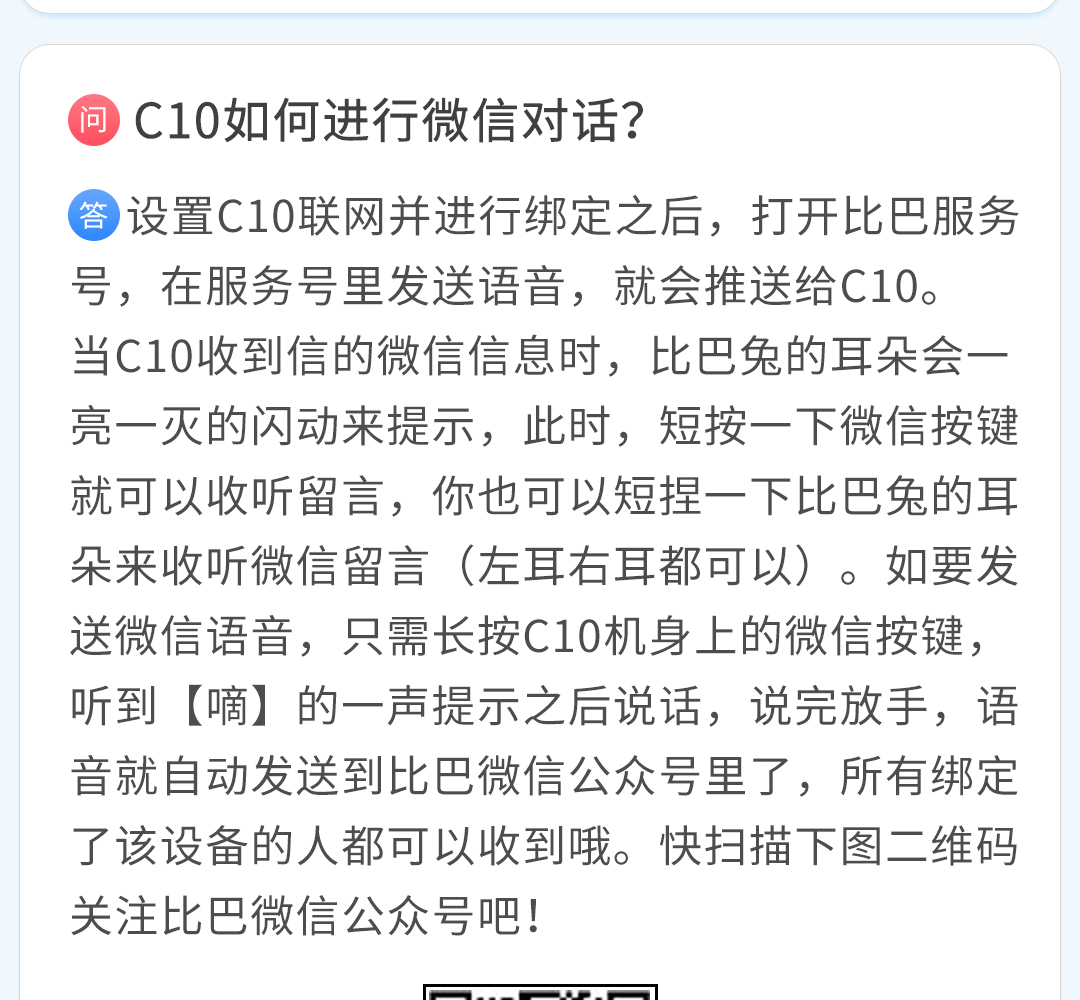 问 C10如何进行微信对话？
答 设置C10联网并进行绑定之后，打开比巴服务
号，在服务号里发送语音，就会推送给C10。
当C10收到信的微信信息时，比巴兔的耳朵会一
亮一灭的闪动来提示，此时，短按一下微信按键
就可以收听留言，你也可以短捏一下比巴兔的耳
朵来收听微信留言（左耳右耳都可以）。如要发
送微信语音，只需长按C10机身上的微信按键，
听到【嘀】的一声提示之后说话，说完放手，语
音就自动发送到比巴微信公众号里了，所有绑定
了该设备的人都可以收到哦。快扫描下图二维码
关注比巴微信公众号吧！